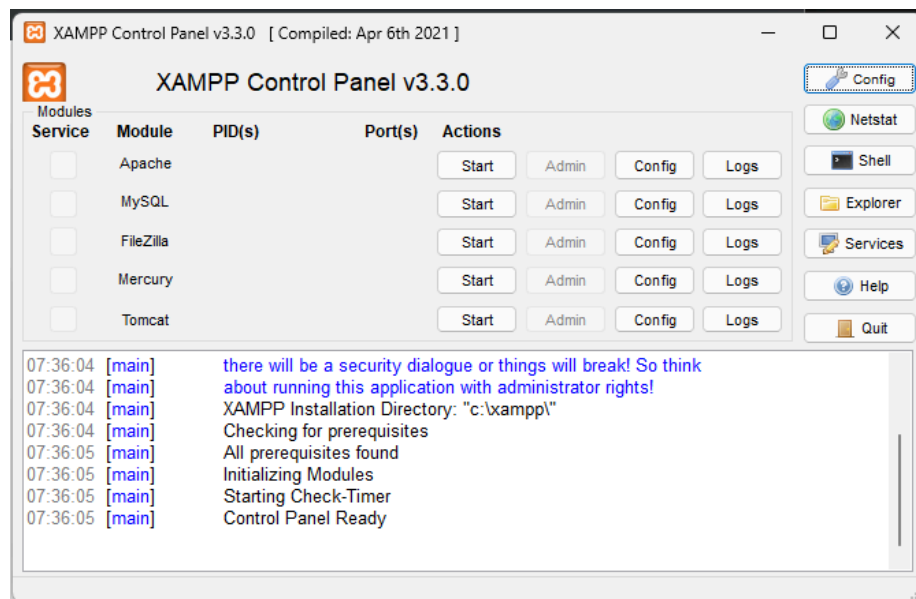 XAMPP Control Panel v3.3.0 [ Compiled: Apr 6th 2021 ]
XAMPP Control Panel v3.3.0
Config
Modules
Service Module PID(s) Port(s) Actions
Netstat
Apache Start Admin Config Logs
Shell
MySQL Start Admin Config Logs
Explorer
FileZilla Start Admin Config Logs
Services
Mercury Start Admin Config Logs
Help
Tomcat Start Admin Config Logs
Quit
07:36:04 [main] there will be a security dialogue or things will break! So think
07:36:04 [main] about running this application with administrator rights!
07:36:04 [main] XAMPP Installation Directory: "c:\xampp\"
07:36:04 [main] Checking for prerequisites
07:36:05 [main] All prerequisites found
07:36:05 [main] Initializing Modules
07:36:05 [main] Starting Check-Timer
07:36:05 [main] Control Panel Ready